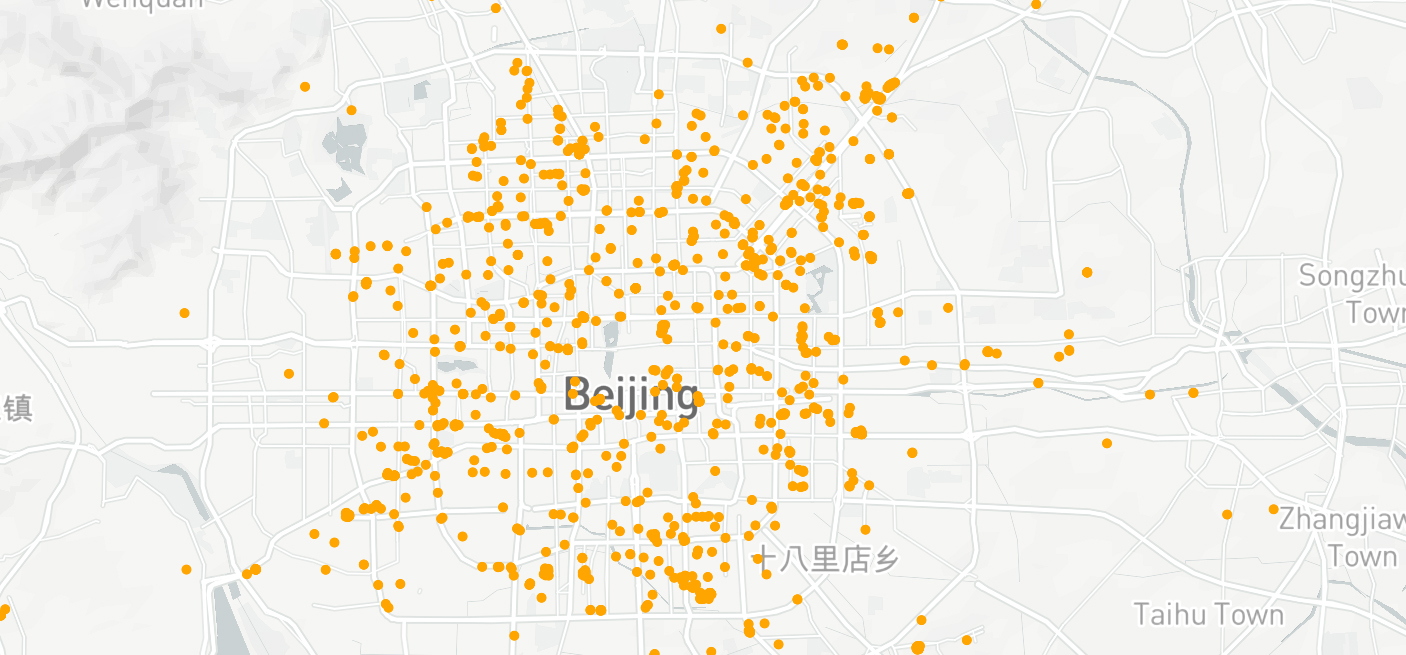 Wenquan
Songzhu
Town
Beijing
镇
Zhangjiaw
Town
十八里店乡
Taihu Town